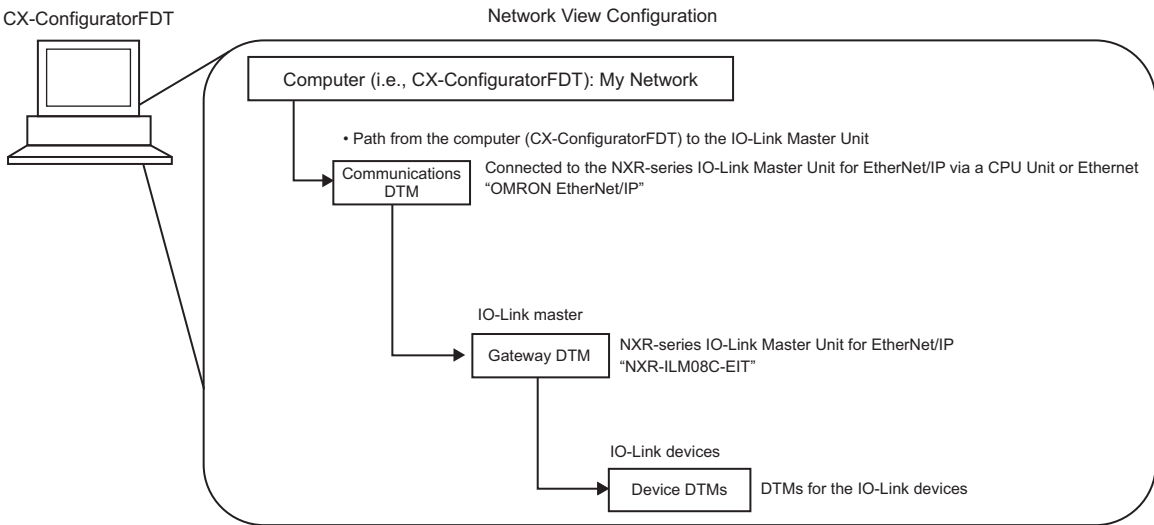 CX-ConfiguratorFDT
Network View Configuration
Computer (i.e., CX-ConfiguratorFDT): My Network
• Path from the computer (CX-ConfiguratorFDT) to the IO-Link Master Unit
Communications
DTM
Connected to the NXR-series IO-Link Master Unit for EtherNet/IP via a CPU Unit or Ethernet
“OMRON EtherNet/IP”
IO-Link master
Gateway DTM
NXR-series IO-Link Master Unit for EtherNet/IP
“NXR-ILM08C-EIT”
IO-Link devices
Device DTMs
DTMs for the IO-Link devices